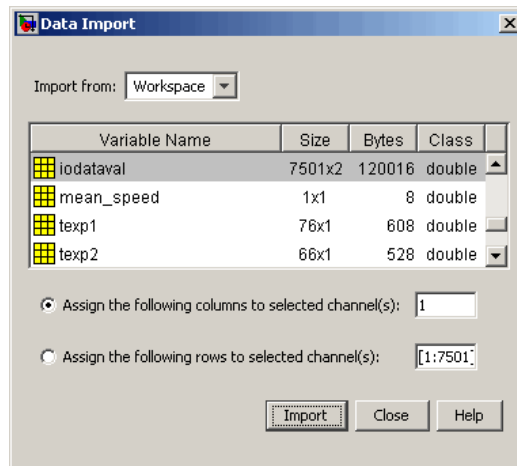 Data Import
Import from: Workspace
Variable Name Size Bytes Class
iodataval 7501x2 120016 double
mean_speed 1x1 8 double
texp1 76x1 608 double
texp2 66x1 528 double
Assign the following columns to selected channel(s): 1
Assign the following rows to selected channel(s): [1:7501]
Import Close Help